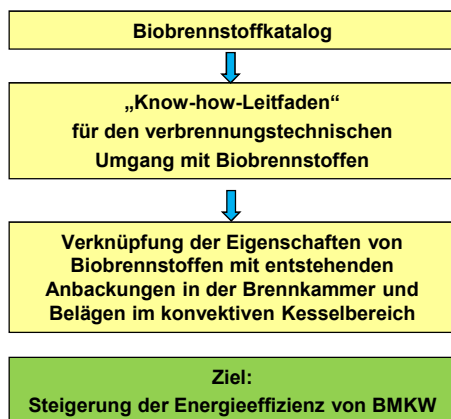 Biobrennstoffkatalog
„Know-how-Leitfaden“
für den verbrennungstechnischen
Umgang mit Biobrennstoffen
Verknüpfung der Eigenschaften von
Biobrennstoffen mit entstehenden
Anbackungen in der Brennkammer und
Belägen im konvektiven Kesselbereich
Ziel:
Steigerung der Energieeffizienz von BMKW